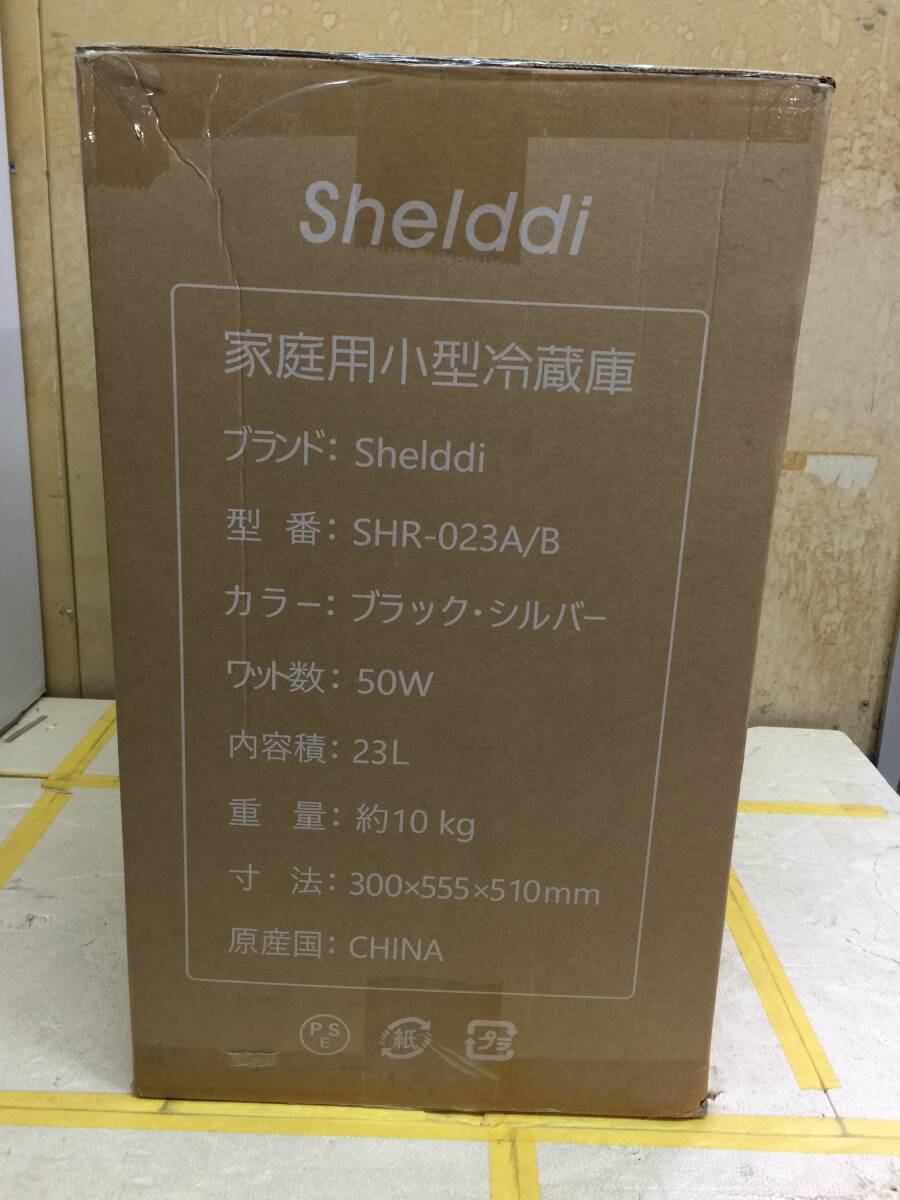 Shelddi
家庭用小型冷蔵庫
ブランド: Shelddi
型 番: SHR-023A/B
カラー: ブラック・シルバー
ワット数: 50W
内容積: 23L
重 量: 約10 kg
寸 法: 300×555×510mm
原産国: CHINA
PSE 紙 プラ